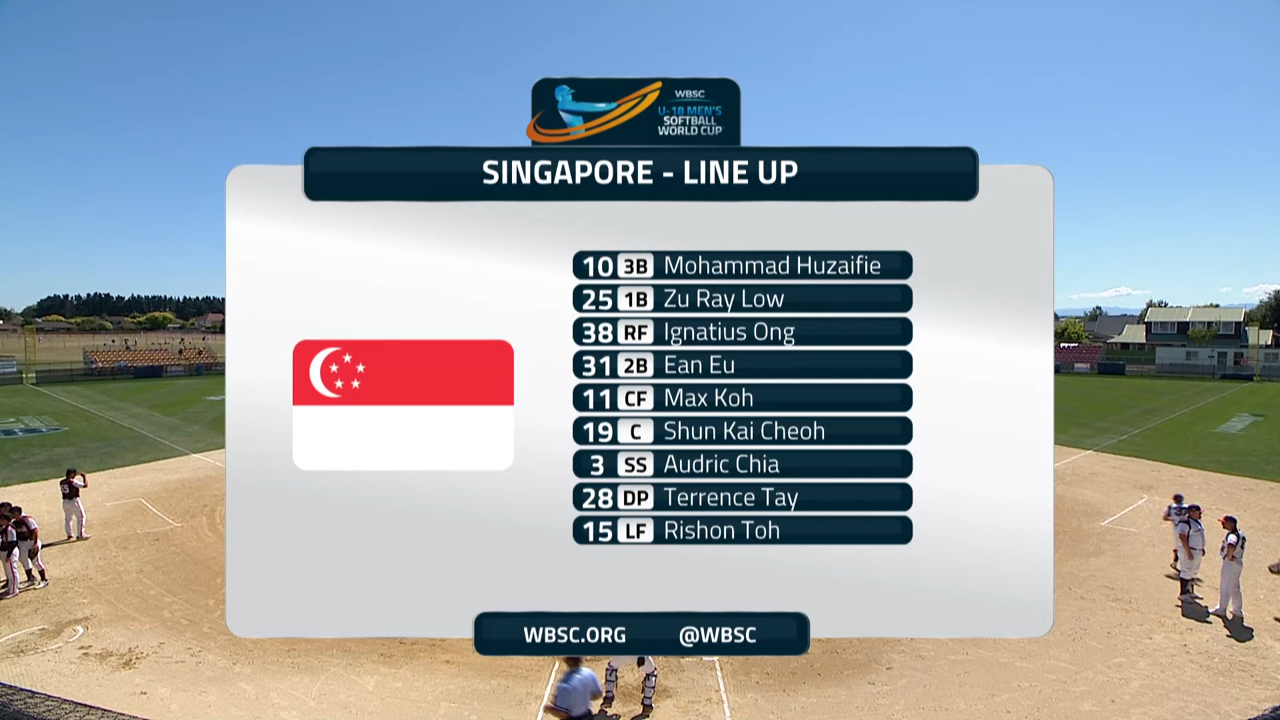 WBSC
U-18 MEN'S
SOFTBALL
WORLD CUP
SINGAPORE - LINE UP
10 3B Mohammad Huzaifie
25 1B Zu Ray Low
38 RF Ignatius Ong
31 2B Ean Eu
11 CF Max Koh
19 C Shun Kai Cheoh
3 SS Audric Chia
28 DP Terrence Tay
15 LF Rishon Toh
WBSC.ORG @WBSC